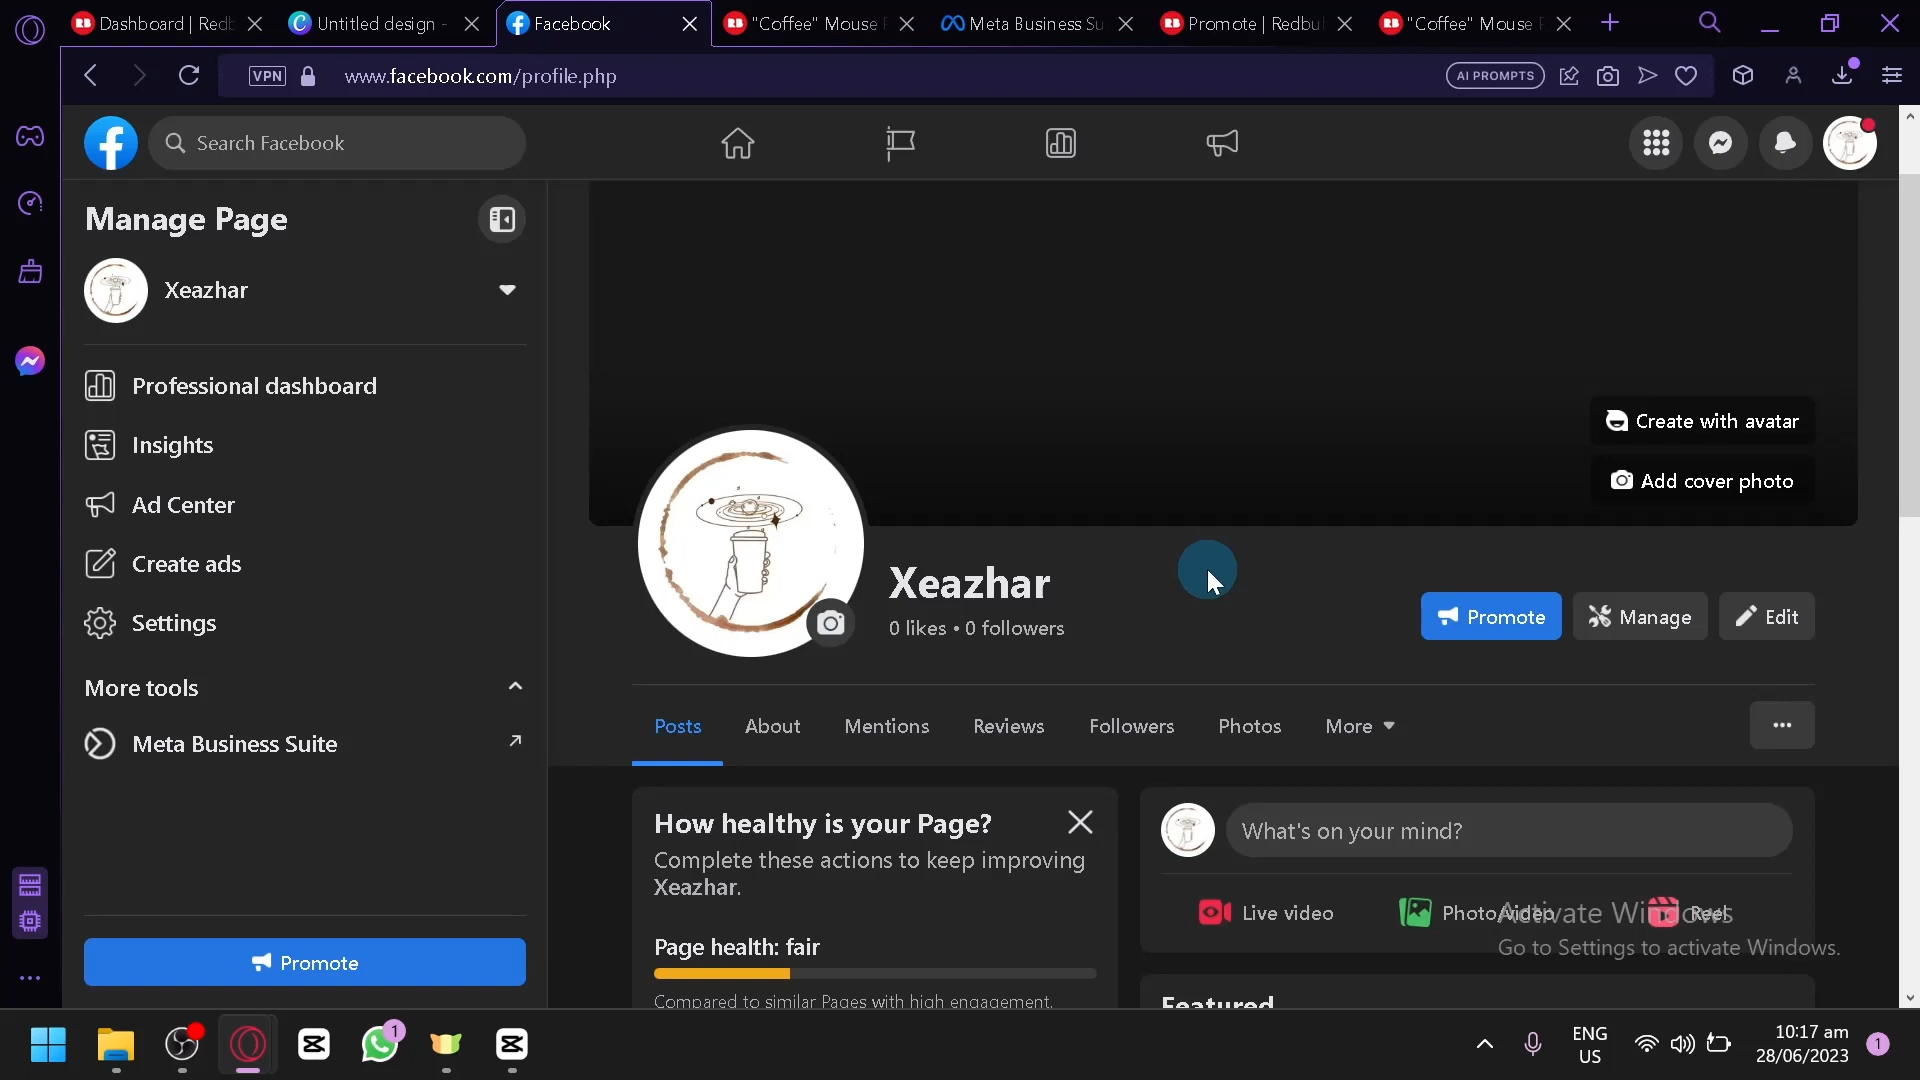 Dashboard | Redb
Untitled design -
Facebook
"Coffee" Mouse P
Meta Business Su
Promote | Redbu
"Coffee" Mouse P
VPN
www.facebook.com/profile.php
AI PROMPTS
Search Facebook
Manage Page
Xeazhar
Professional dashboard
Insights
Ad Center
Create ads
Settings
More tools
Meta Business Suite
Promote
Create with avatar
Add cover photo
Xeazhar
0 likes • 0 followers
Promote
Manage
Edit
Posts
About
Mentions
Reviews
Followers
Photos
More
How healthy is your Page?
Complete these actions to keep improving
Xeazhar.
Page health: fair
Compared to similar Pages with high engagement.
What's on your mind?
Live video
Photo/video
Reel
Featured
Activate Windows
Go to Settings to activate Windows.
1
ENG
US
10:17 am
28/06/2023
1